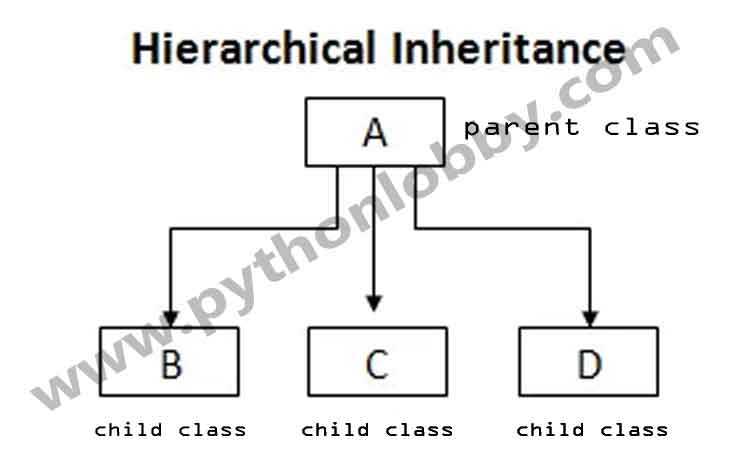 Hierarchical Inheritance
A
parent class
B
C
D
child class
child class
child class
www.pythonlobby.com